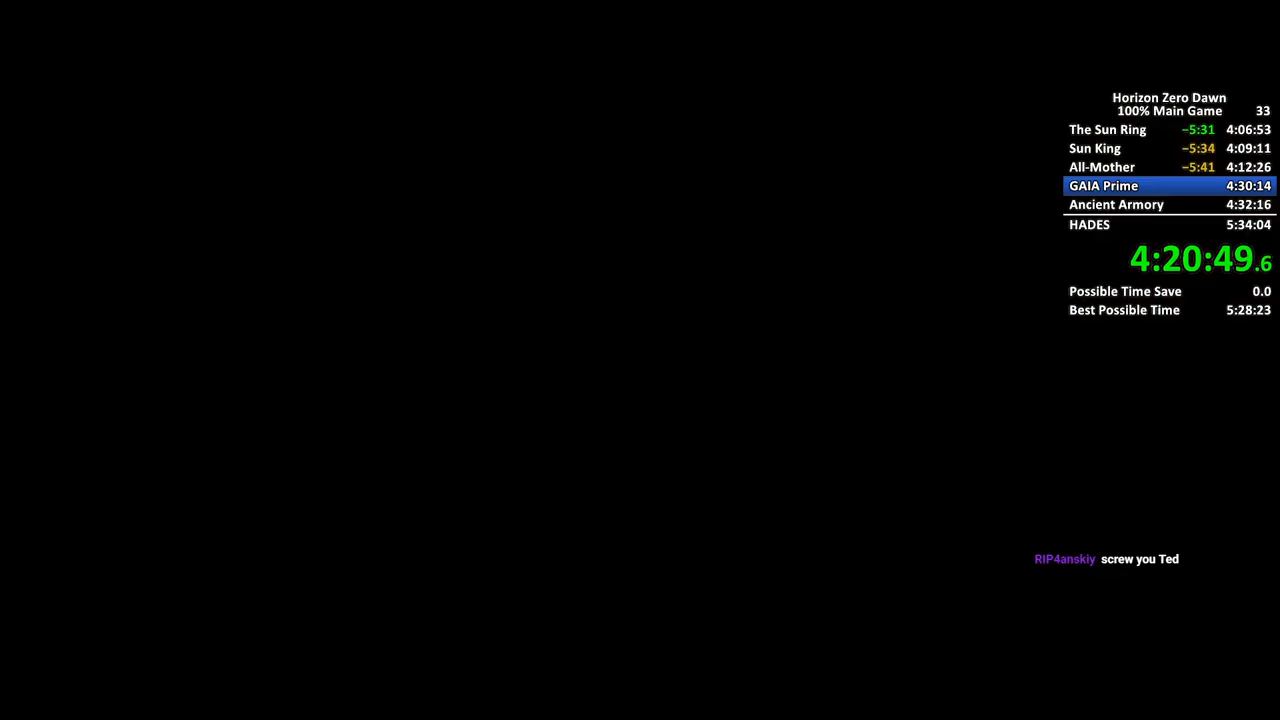 Horizon Zero Dawn
100% Main Game 33
The Sun Ring −5:31 4:06:53
Sun King −5:34 4:09:11
All-Mother −5:41 4:12:26
GAIA Prime 4:30:14
Ancient Armory 4:32:16
HADES 5:34:04
4:20:49.6
Possible Time Save 0.0
Best Possible Time 5:28:23
RIP4anskiy screw you Ted